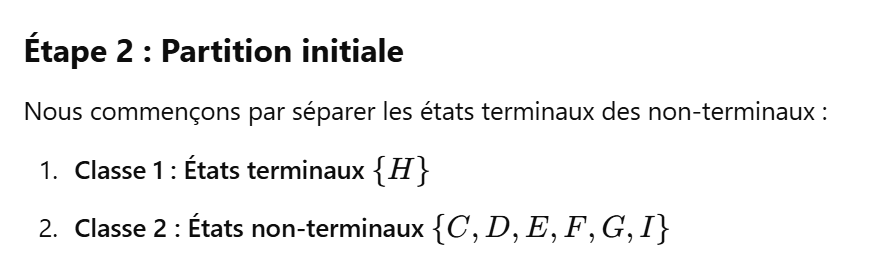 Étape 2 : Partition initiale
Nous commençons par séparer les états terminaux des non-terminaux :
1. Classe 1 : États terminaux {H}
2. Classe 2 : États non-terminaux {C, D, E, F, G, I}